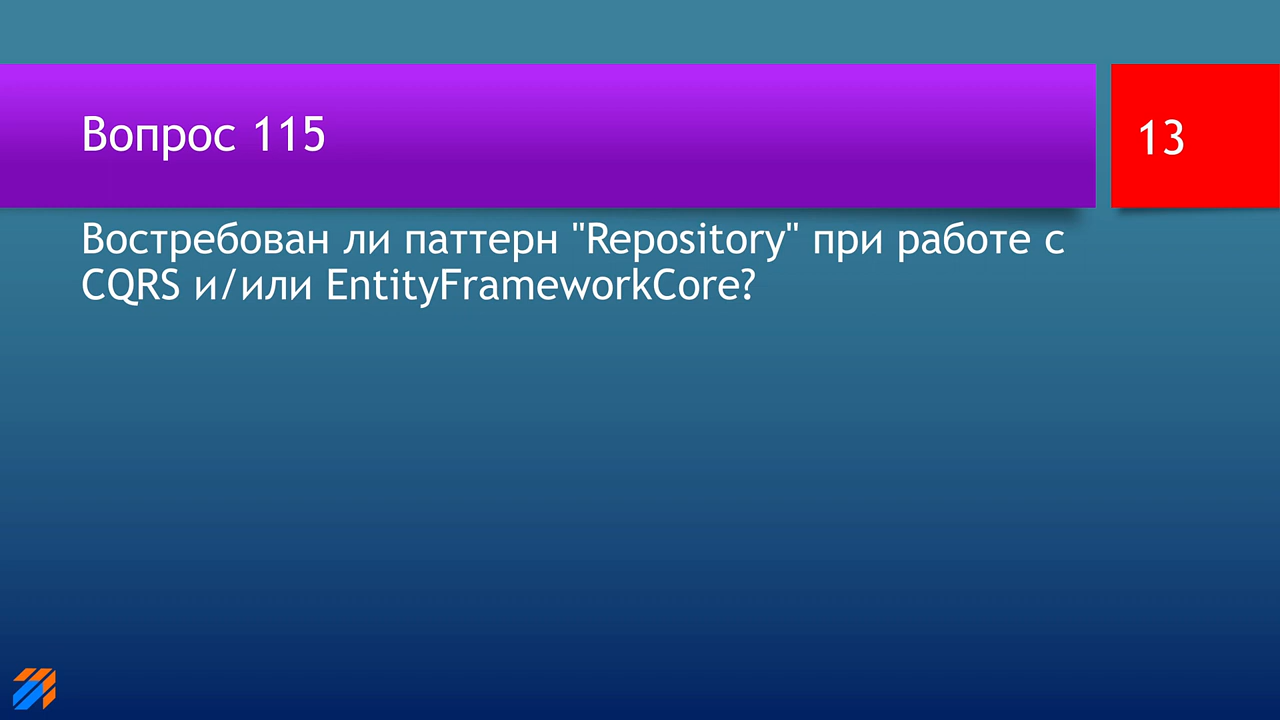 Вопрос 115
13
Востребован ли паттерн "Repository" при работе с
CQRS и/или EntityFrameworkCore?